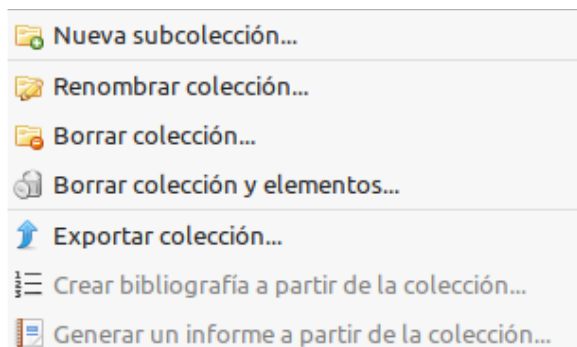 Nueva subcolección...
Renombrar colección...
Borrar colección...
Borrar colección y elementos...
Exportar colección...
Crear bibliografía a partir de la colección...
Generar un informe a partir de la colección...